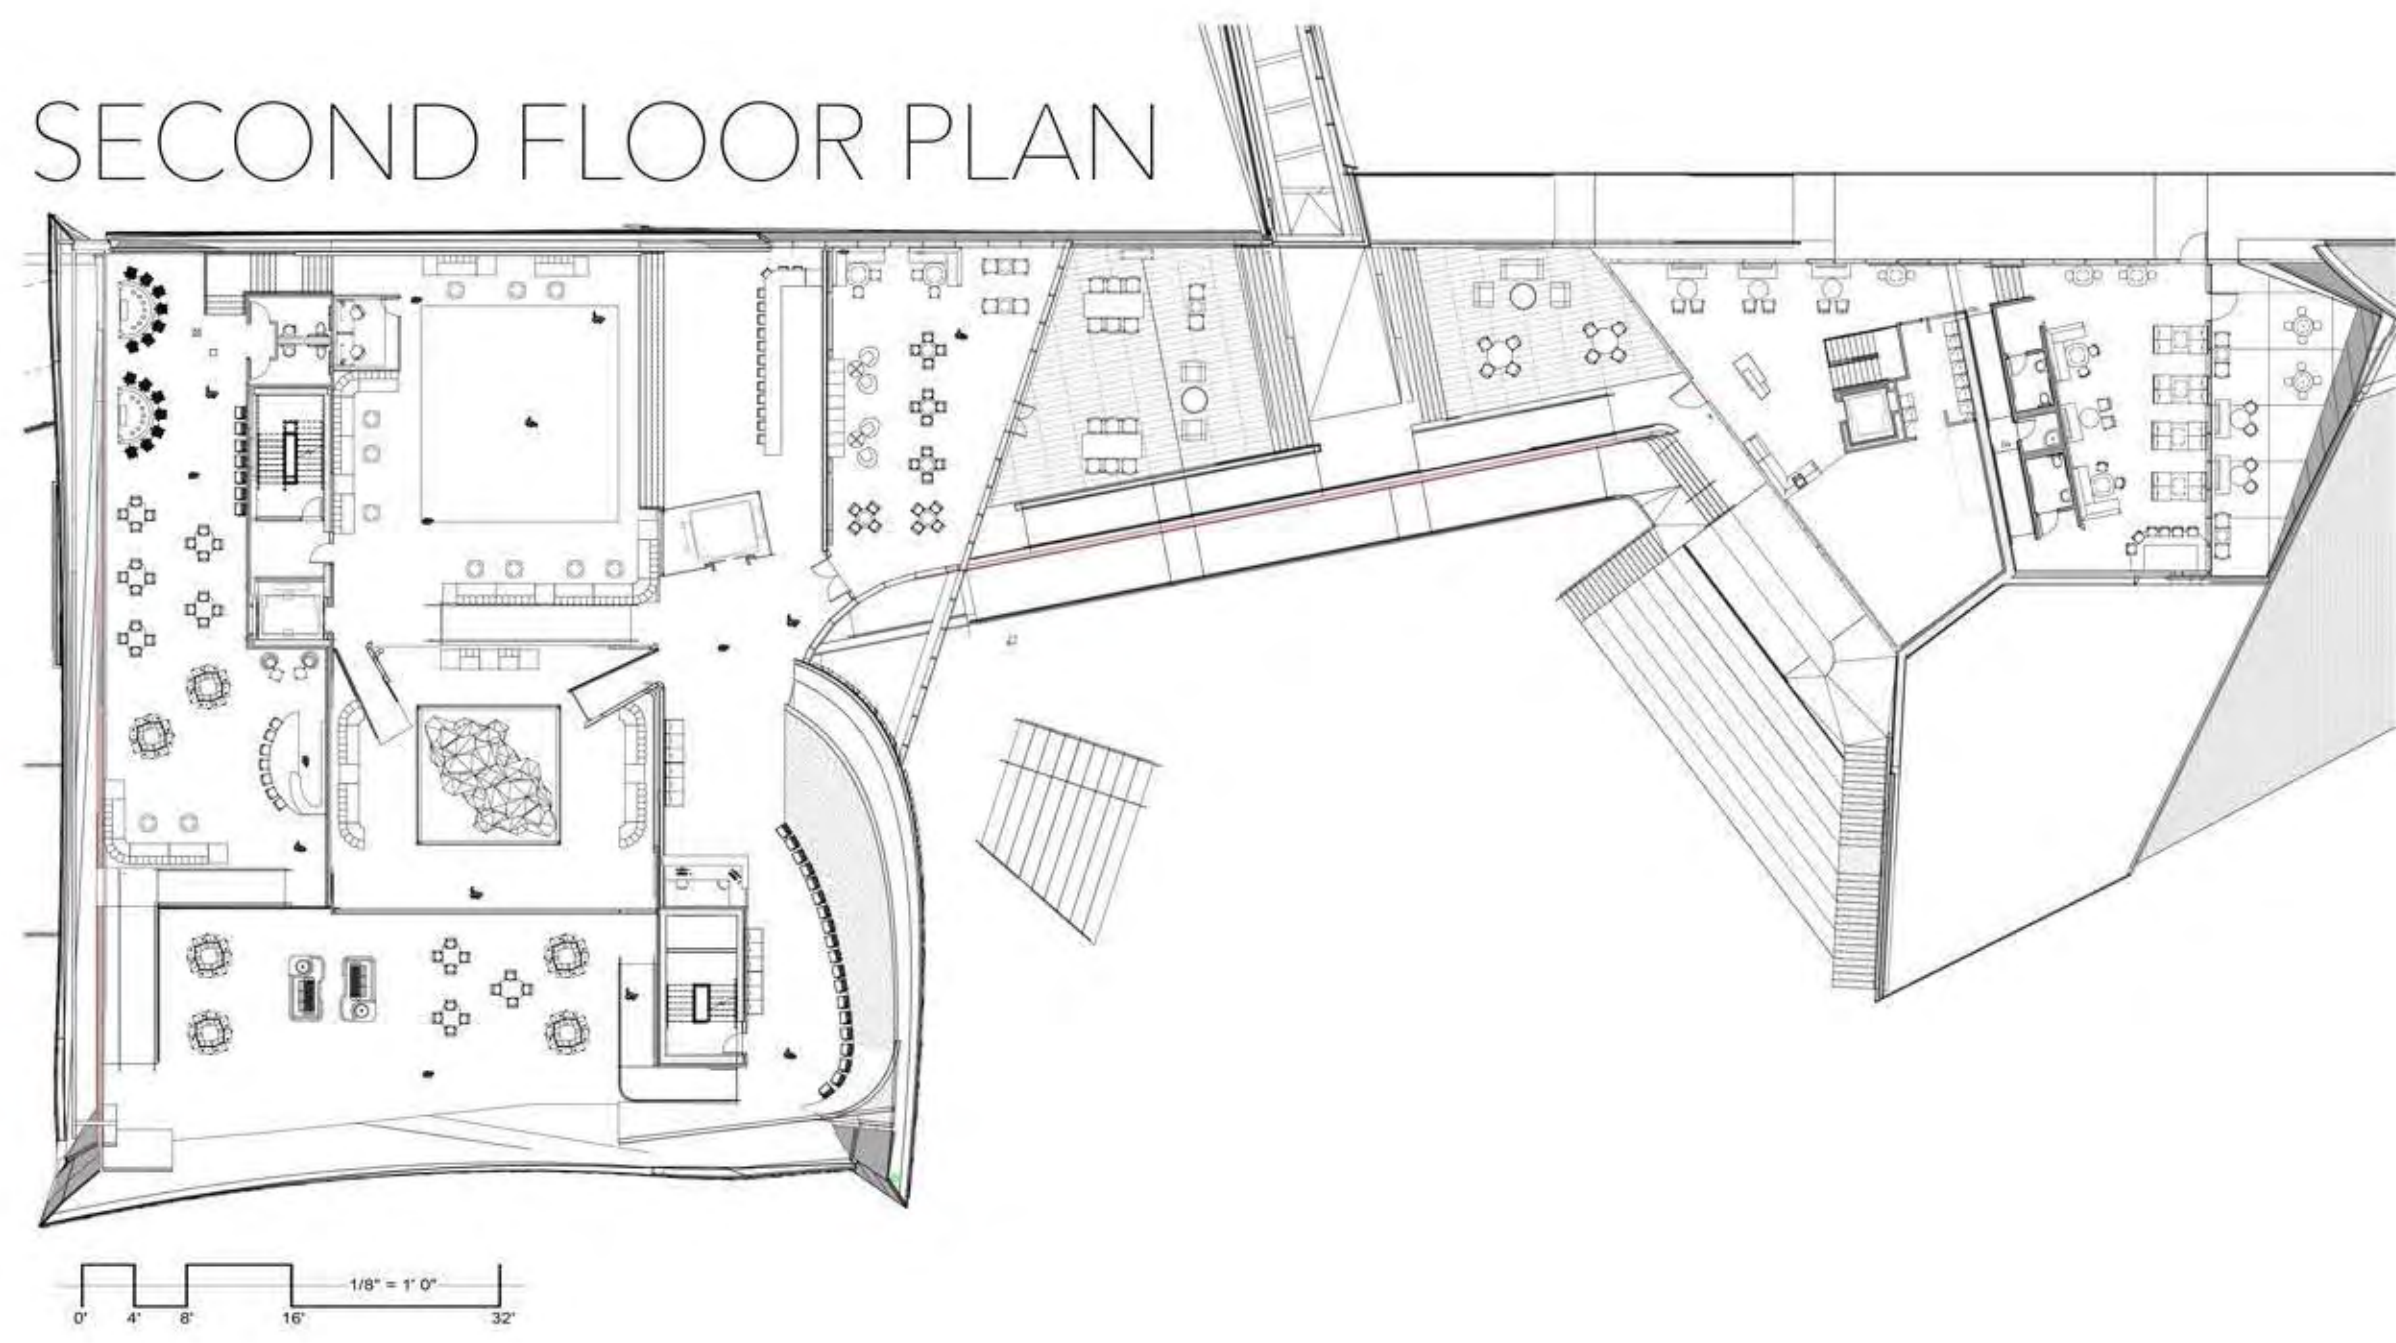 SECOND FLOOR PLAN
1/8" = 1' 0"
0' 4' 8' 16' 32'